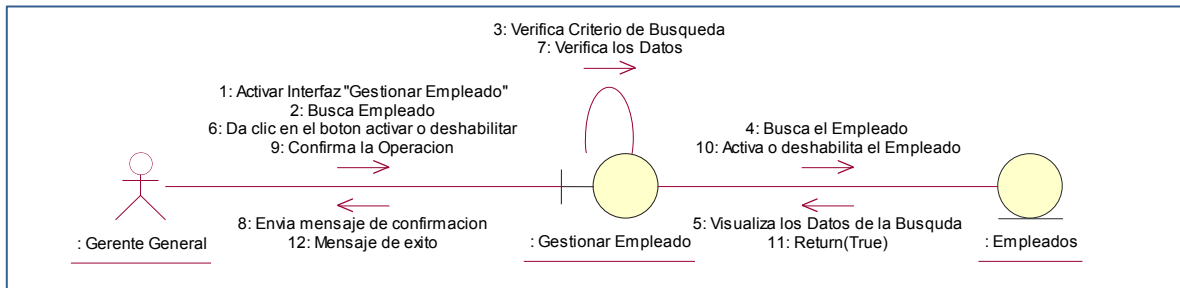 3: Verifica Criterio de Busqueda
7: Verifica los Datos
1: Activar Interfaz "Gestionar Empleado"
2: Busca Empleado
6: Da clic en el boton activar o deshabilitar
9: Confirma la Operacion
4: Busca el Empleado
10: Activa o deshabilita el Empleado
8: Envia mensaje de confirmacion
12: Mensaje de exito
5: Visualiza los Datos de la Busquda
11: Return(True)
: Gerente General
: Gestionar Empleado
: Empleados